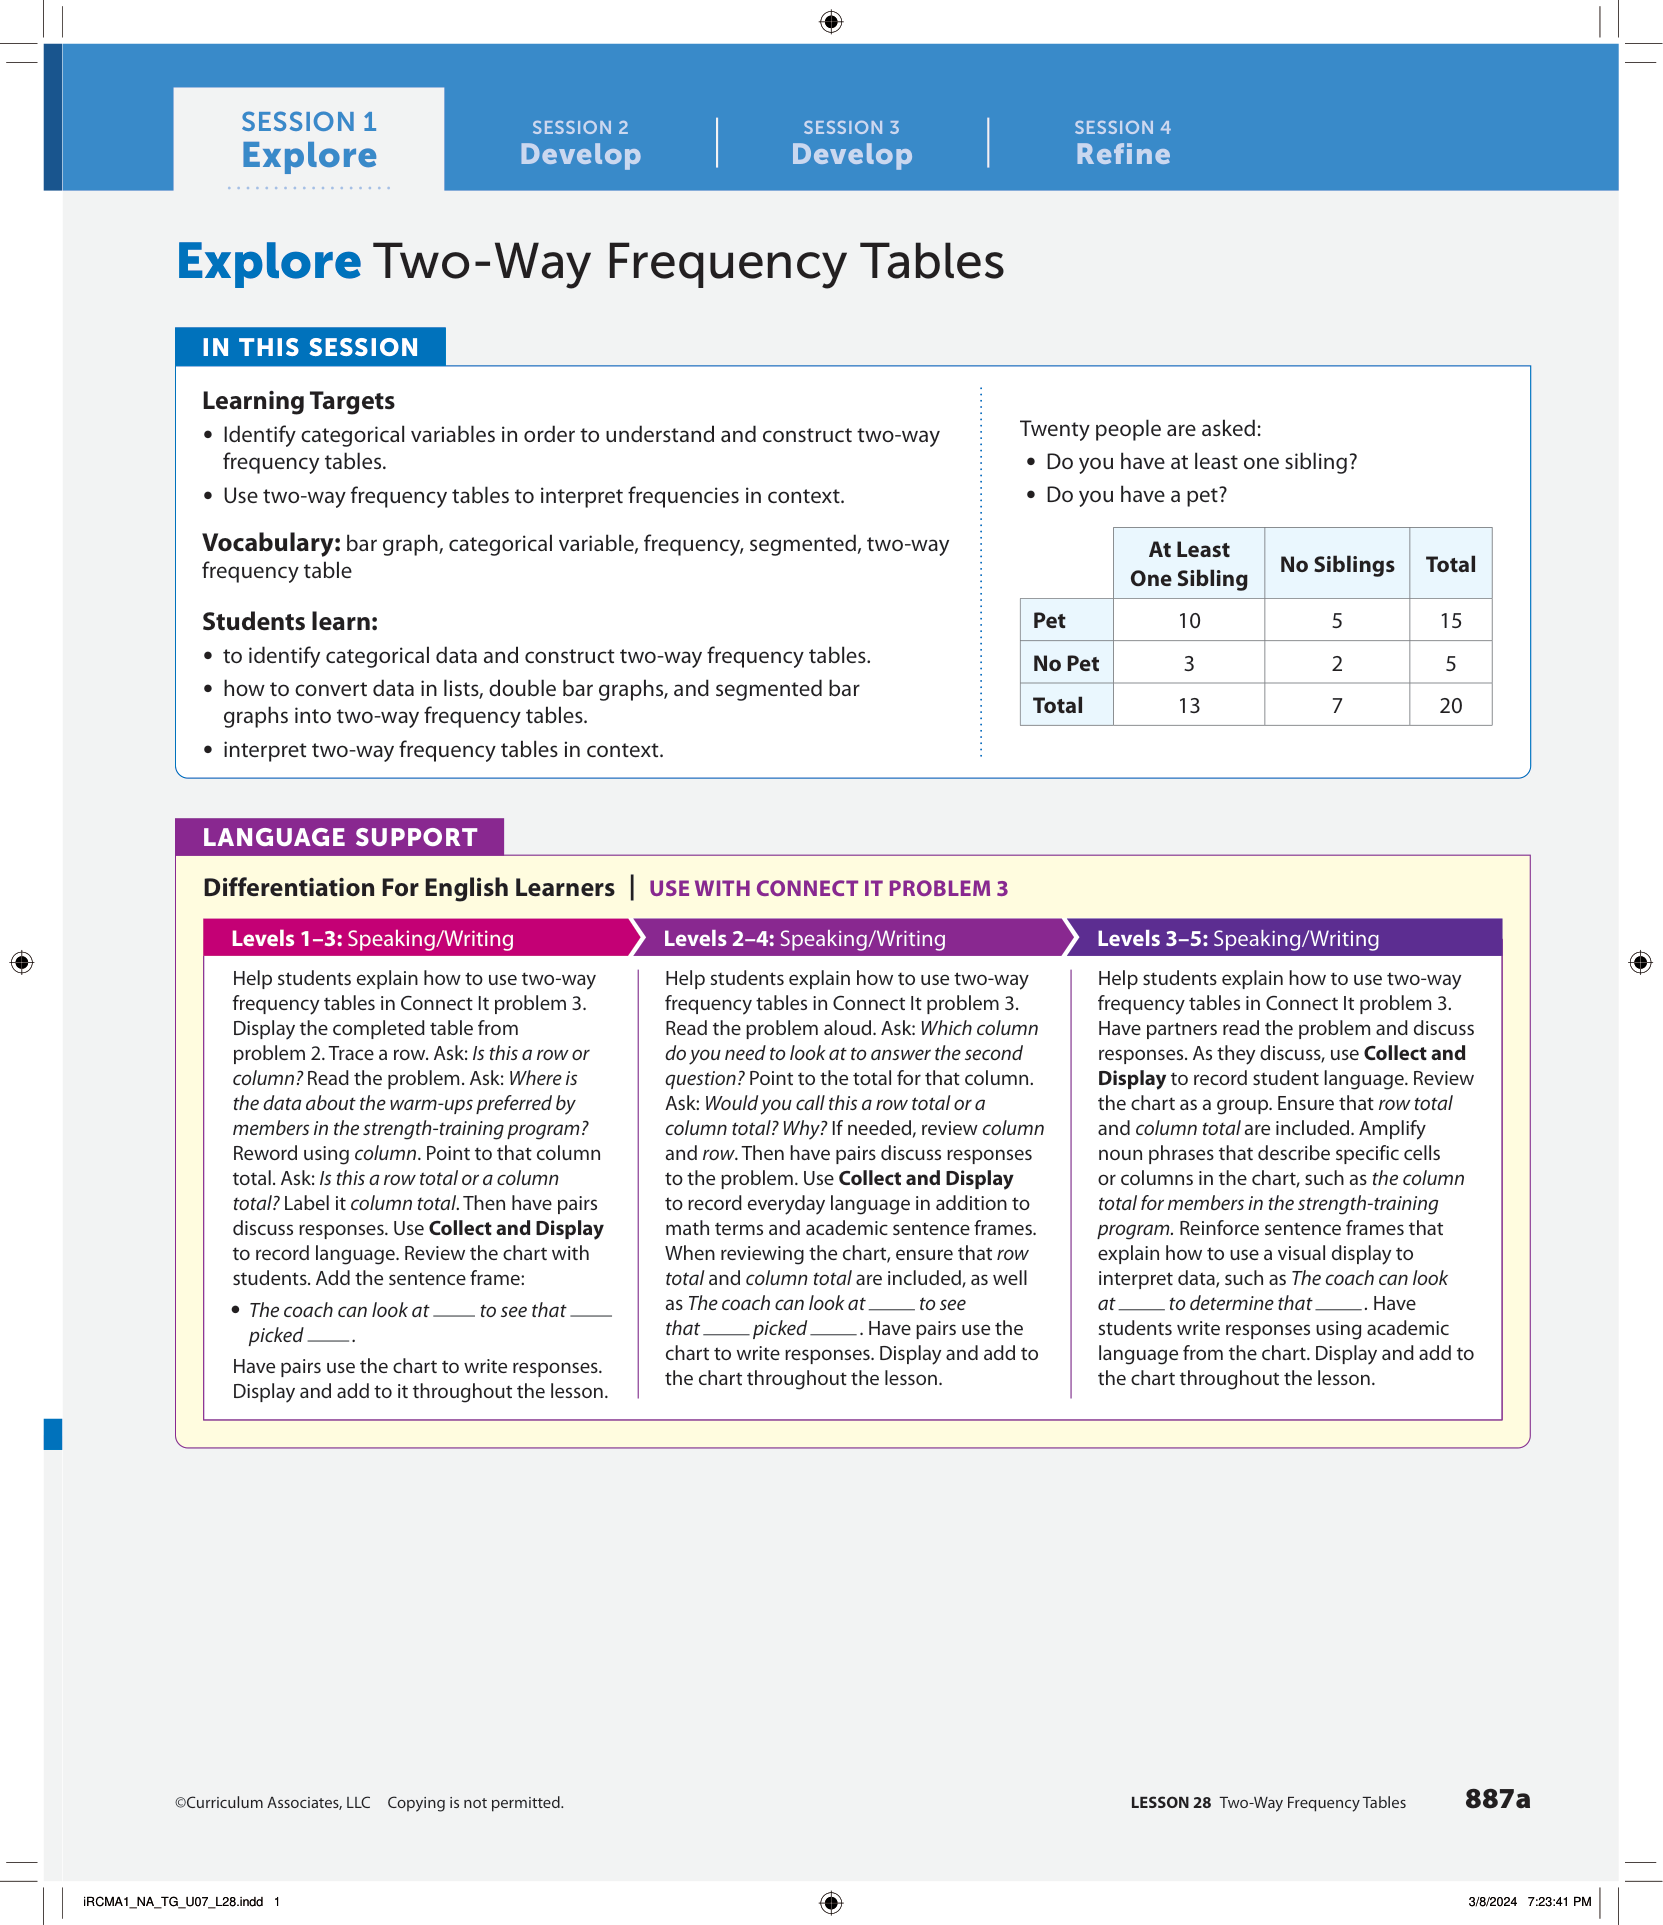 SESSION 1
Explore
SESSION 2
Develop
SESSION 3
Develop
SESSION 4
Refine
Explore Two-Way Frequency Tables
IN THIS SESSION
Learning Targets
• Identify categorical variables in order to understand and construct two-way
frequency tables.
• Use two-way frequency tables to interpret frequencies in context.
Vocabulary: bar graph, categorical variable, frequency, segmented, two-way
frequency table
Students learn:
• to identify categorical data and construct two-way frequency tables.
• how to convert data in lists, double bar graphs, and segmented bar
graphs into two-way frequency tables.
• interpret two-way frequency tables in context.
Twenty people are asked:
• Do you have at least one sibling?
• Do you have a pet?
At Least
One Sibling
No Siblings
Total
Pet 10 5 15
No Pet 3 2 5
Total 13 7 20
LANGUAGE SUPPORT
Differentiation For English Learners | USE WITH CONNECT IT PROBLEM 3
Levels 1–3: Speaking/Writing
Help students explain how to use two-way
frequency tables in Connect It problem 3.
Display the completed table from
problem 2. Trace a row. Ask: Is this a row or
column? Read the problem. Ask: Where is
the data about the warm-ups preferred by
members in the strength-training program?
Reword using column. Point to that column
total. Ask: Is this a row total or a column
total? Label it column total. Then have pairs
discuss responses. Use Collect and Display
to record language. Review the chart with
students. Add the sentence frame:
• The coach can look at ____ to see that ____
picked ____.
Have pairs use the chart to write responses.
Display and add to it throughout the lesson.
Levels 2–4: Speaking/Writing
Help students explain how to use two-way
frequency tables in Connect It problem 3.
Read the problem aloud. Ask: Which column
do you need to look at to answer the second
question? Point to the total for that column.
Ask: Would you call this a row total or a
column total? Why? If needed, review column
and row. Then have pairs discuss responses
to the problem. Use Collect and Display
to record everyday language in addition to
math terms and academic sentence frames.
When reviewing the chart, ensure that row
total and column total are included, as well
as The coach can look at ____ to see
that ____ picked ____. Have pairs use the
chart to write responses. Display and add to
the chart throughout the lesson.
Levels 3–5: Speaking/Writing
Help students explain how to use two-way
frequency tables in Connect It problem 3.
Have partners read the problem and discuss
responses. As they discuss, use Collect and
Display to record student language. Review
the chart as a group. Ensure that row total
and column total are included. Amplify
noun phrases that describe specific cells
or columns in the chart, such as the column
total for members in the strength-training
program. Reinforce sentence frames that
explain how to use a visual display to
interpret data, such as The coach can look
at ____ to determine that ____. Have
students write responses using academic
language from the chart. Display and add to
the chart throughout the lesson.
©Curriculum Associates, LLC Copying is not permitted.
LESSON 28 Two-Way Frequency Tables 887a
iRCMA1_NA_TG_U07_L28.indd 1
3/8/2024 7:23:41 PM